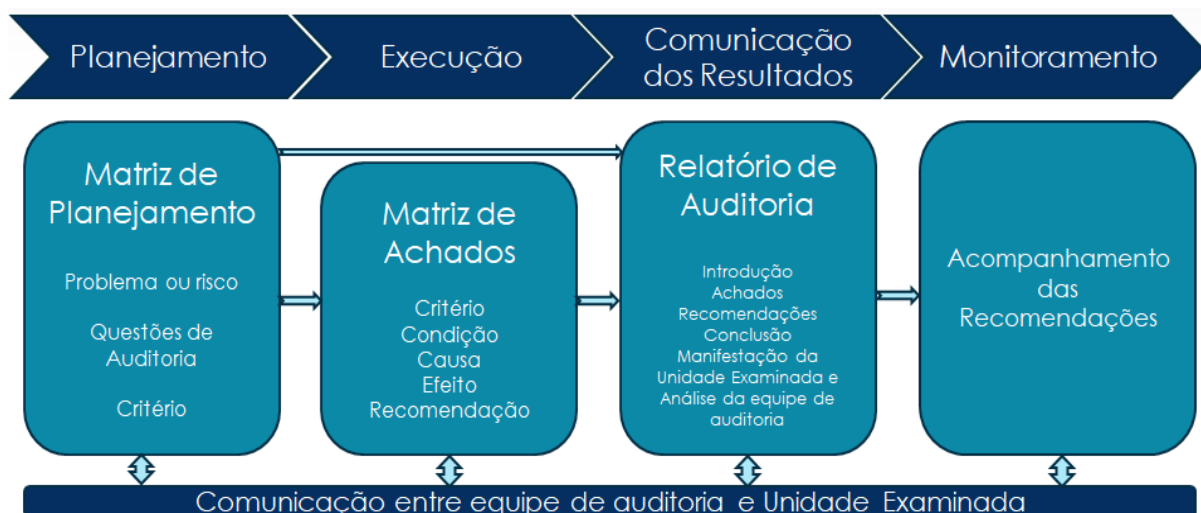 Planejamento
Execução
Comunicação
dos Resultados
Monitoramento
Matriz de
Planejamento
Problema ou risco
Questões de
Auditoria
Critério
Matriz de
Achados
Critério
Condição
Causa
Efeito
Recomendação
Relatório de
Auditoria
Introdução
Achados
Recomendações
Conclusão
Manifestação da
Unidade Examinada e
Análise da equipe de
auditoria
Acompanhamento
das
Recomendações
Comunicação entre equipe de auditoria e Unidade Examinada